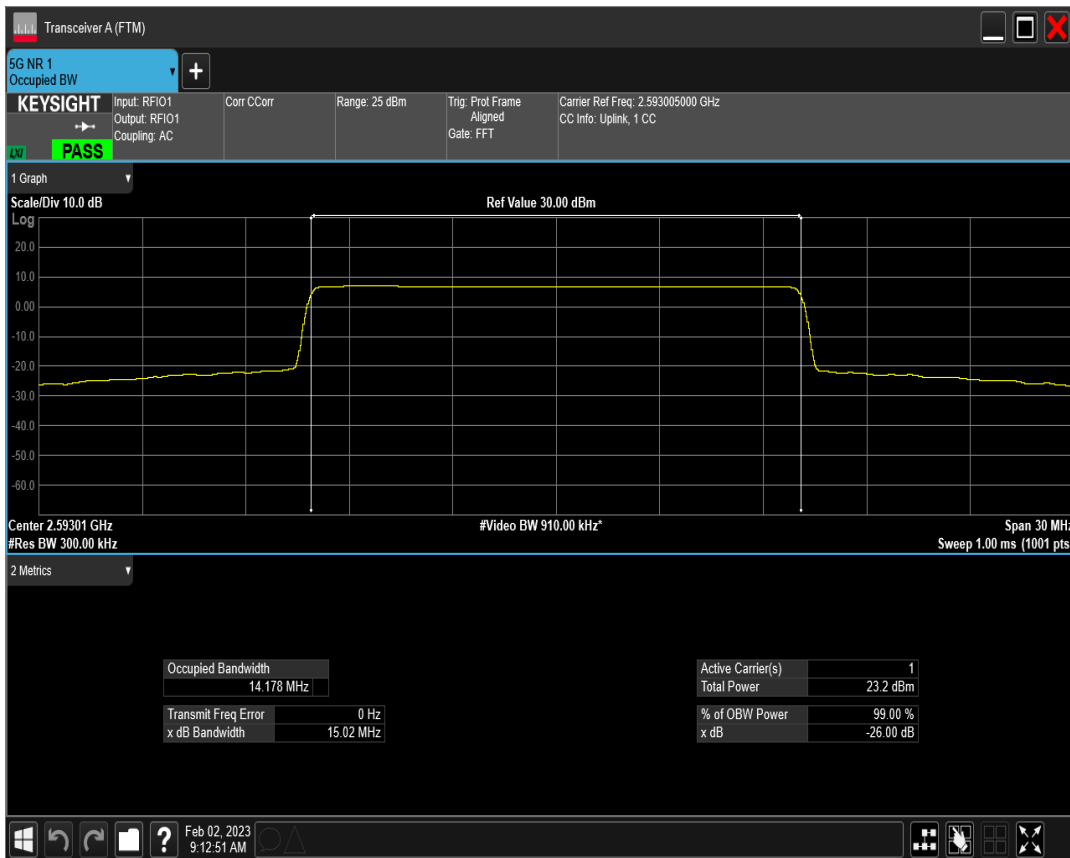 Transceiver A (FTM)
5G NR 1
Occupied BW
+
KEYSIGHT
LXI
PASS
Input: RFIO1
Output: RFIO1
Coupling: AC
Corr CCorr
Range: 25 dBm
Trig: Prot Frame
Aligned
Gate: FFT
Carrier Ref Freq: 2.593005000 GHz
CC Info: Uplink, 1 CC
1 Graph
Scale/Div 10.0 dB
Ref Value 30.00 dBm
Log
20.0
10.0
0.00
-10.0
-20.0
-30.0
-40.0
-50.0
-60.0
Center 2.59301 GHz
#Video BW 910.00 kHz*
Span 30 MHz
#Res BW 300.00 kHz
Sweep 1.00 ms (1001 pts
2 Metrics
Occupied Bandwidth
14.178 MHz
Transmit Freq Error 0 Hz
x dB Bandwidth 15.02 MHz
Active Carrier(s) 1
Total Power 23.2 dBm
% of OBW Power 99.00 %
x dB -26.00 dB
?
Feb 02, 2023
9:12:51 AM